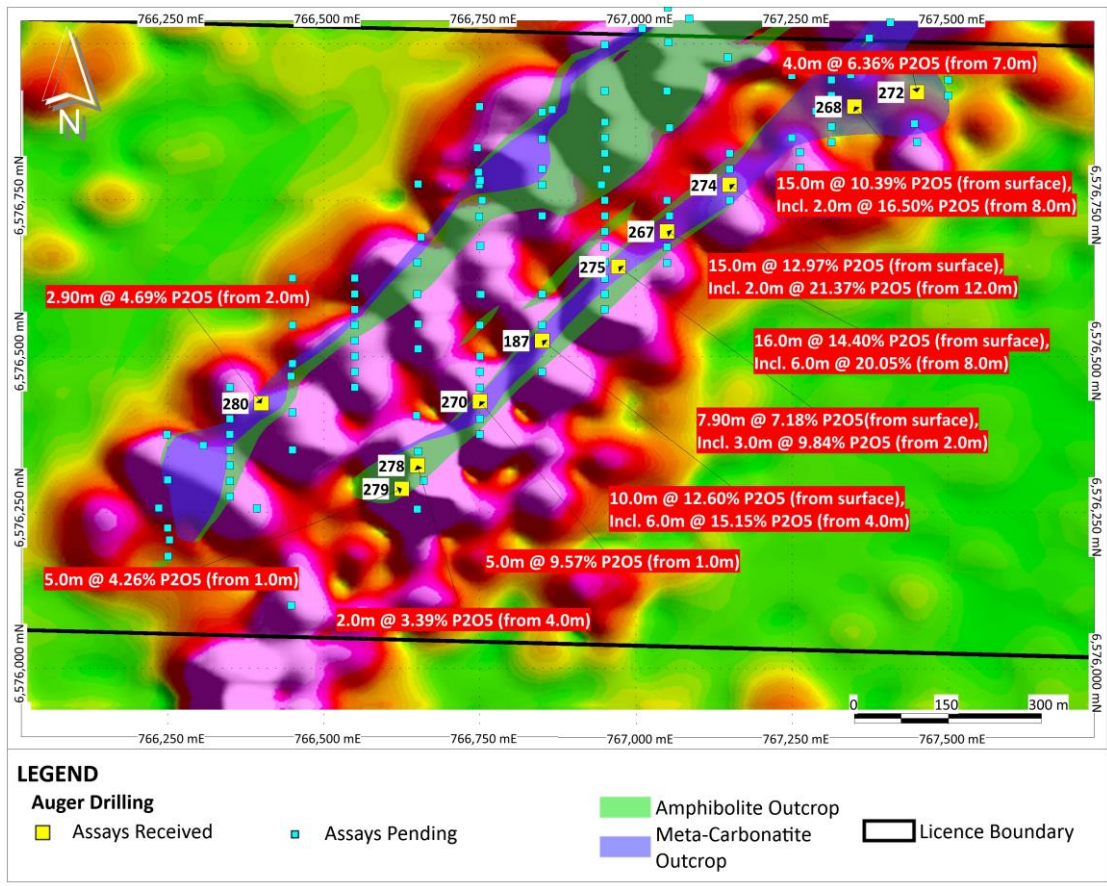 766,250 mE
766,500 mE
766,750 mE
767,000 mE
767,250 mE
767,500 mE
N
4.0m @ 6.36% P2O5 (from 7.0m)
272
268
6,576,750 mN
6,576,750 mN
274
15.0m @ 10.39% P2O5 (from surface),
Incl. 2.0m @ 16.50% P2O5 (from 8.0m)
267
275
15.0m @ 12.97% P2O5 (from surface),
Incl. 2.0m @ 21.37% P2O5 (from 12.0m)
2.90m @ 4.69% P2O5 (from 2.0m)
187
16.0m @ 14.40% P2O5 (from surface),
Incl. 6.0m @ 20.05% P2O5 (from 8.0m)
6,576,500 mN
6,576,500 mN
280
270
7.90m @ 7.18% P2O5(from surface),
Incl. 3.0m @ 9.84% P2O5 (from 2.0m)
278
279
10.0m @ 12.60% P2O5 (from surface),
Incl. 6.0m @ 15.15% P2O5 (from 4.0m)
6,576,250 mN
6,576,250 mN
5.0m @ 9.57% P2O5 (from 1.0m)
5.0m @ 4.26% P2O5 (from 1.0m)
2.0m @ 3.39% P2O5 (from 4.0m)
6,576,000 mN
6,576,000 mN
0
150
300 m
766,250 mE
766,500 mE
766,750 mE
767,000 mE
767,250 mE
767,500 mE
LEGEND
Auger Drilling
Assays Received
Assays Pending
Amphibolite Outcrop
Meta-Carbonatite
Outcrop
Licence Boundary